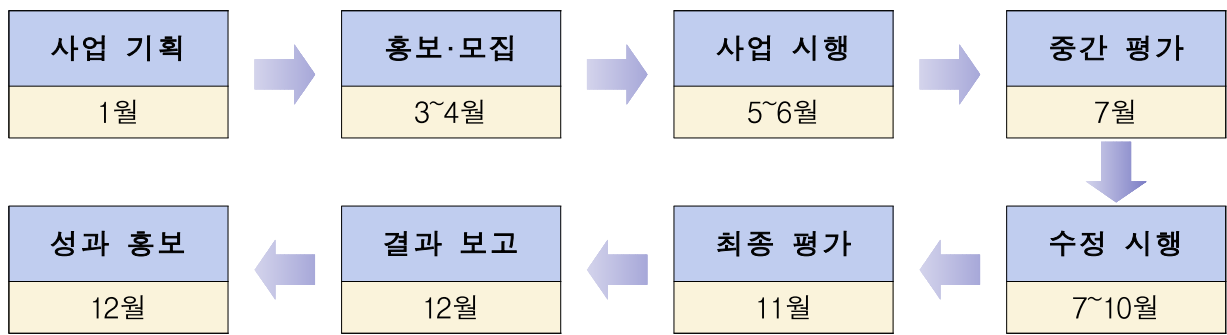 사업 기획
1월
홍보·모집
3~4월
사업 시행
5~6월
중간 평가
7월
수정 시행
7~10월
최종 평가
11월
결과 보고
12월
성과 홍보
12월